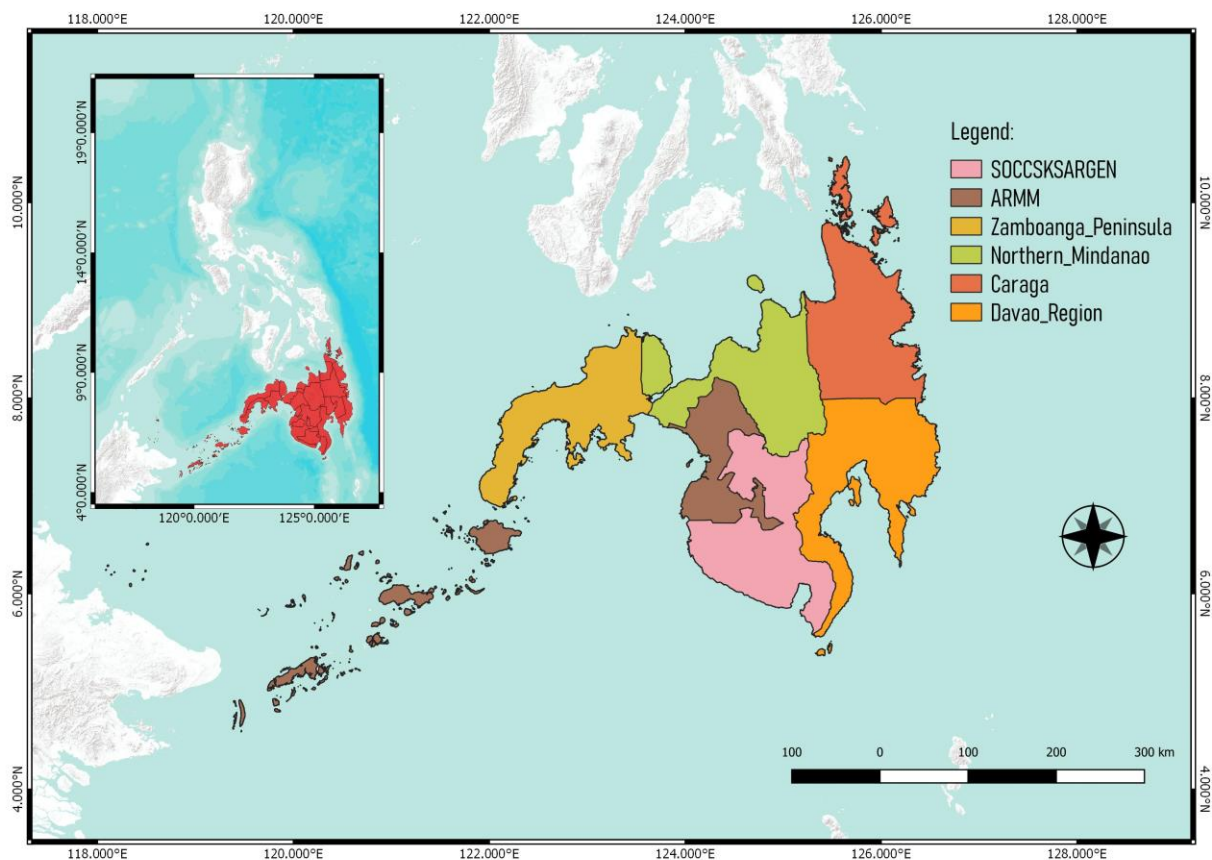 118.000°E 120.000°E 122.000°E 124.000°E 126.000°E 128.000°E
10.000°N
8.000°N
6.000°N
4.000°N
19°0.000'N
14°0.000'N
9°0.000'N
4°0.000'N
120°0.000'E 125°0.000'E
Legend:
SOCCSKSARGEN
ARMM
Zamboanga_Peninsula
Northern_Mindanao
Caraga
Davao_Region
10.000°N
8.000°N
6.000°N
4.000°N
100 0 100 200 300 km
118.000°E 120.000°E 122.000°E 124.000°E 126.000°E 128.000°E